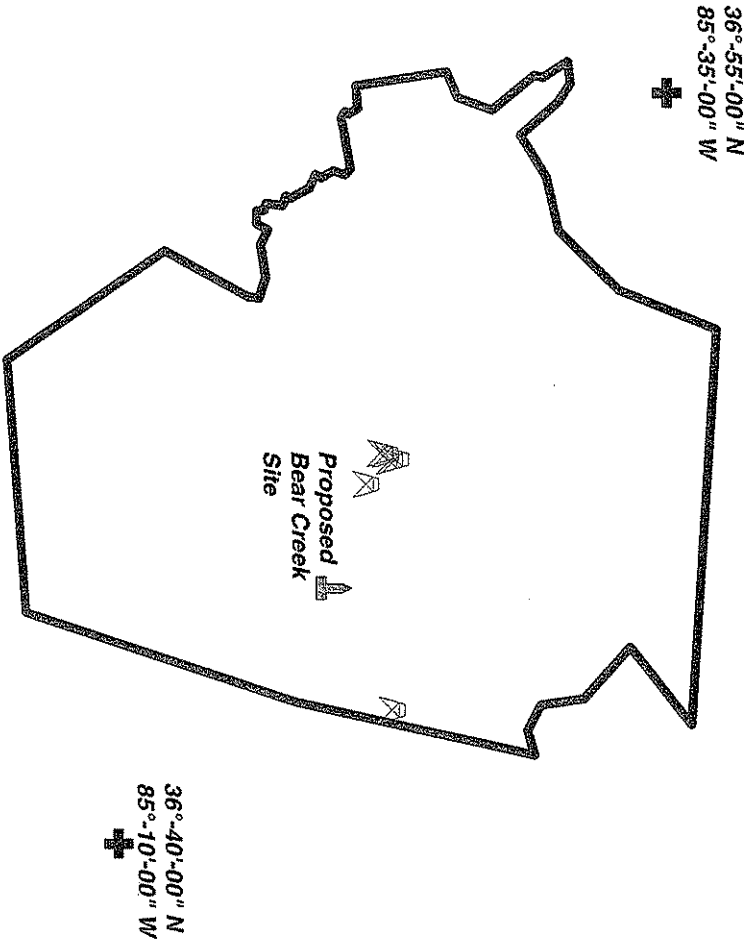 36°-55'-00" N
85°-35'-00" W
Proposed
Bear Creek
Site
36°-40'-00" N
85°-10'-00" W